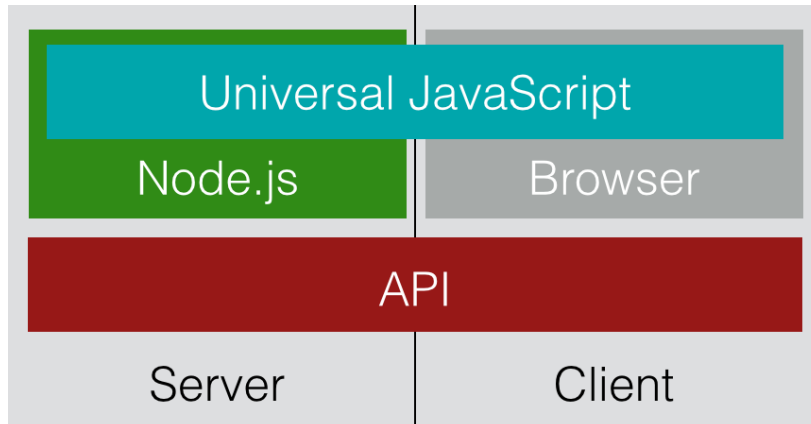 Universal JavaScript
Node.js
Browser
API
Server
Client